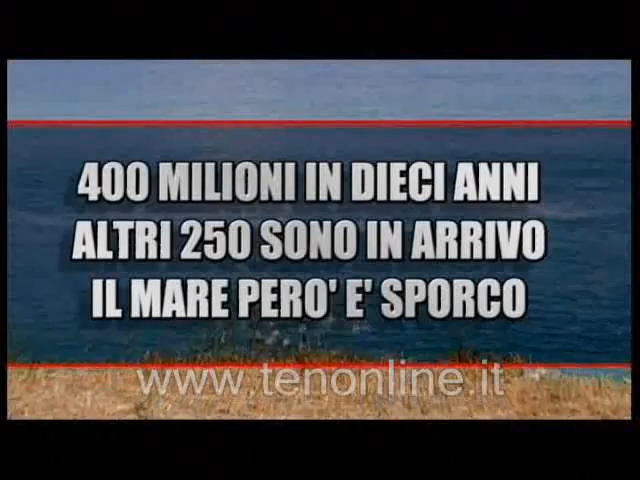 400 MILIONI IN DIECI ANNI
ALTRI 250 SONO IN ARRIVO
IL MARE PERO' E' SPORCO
www.tenonline.it